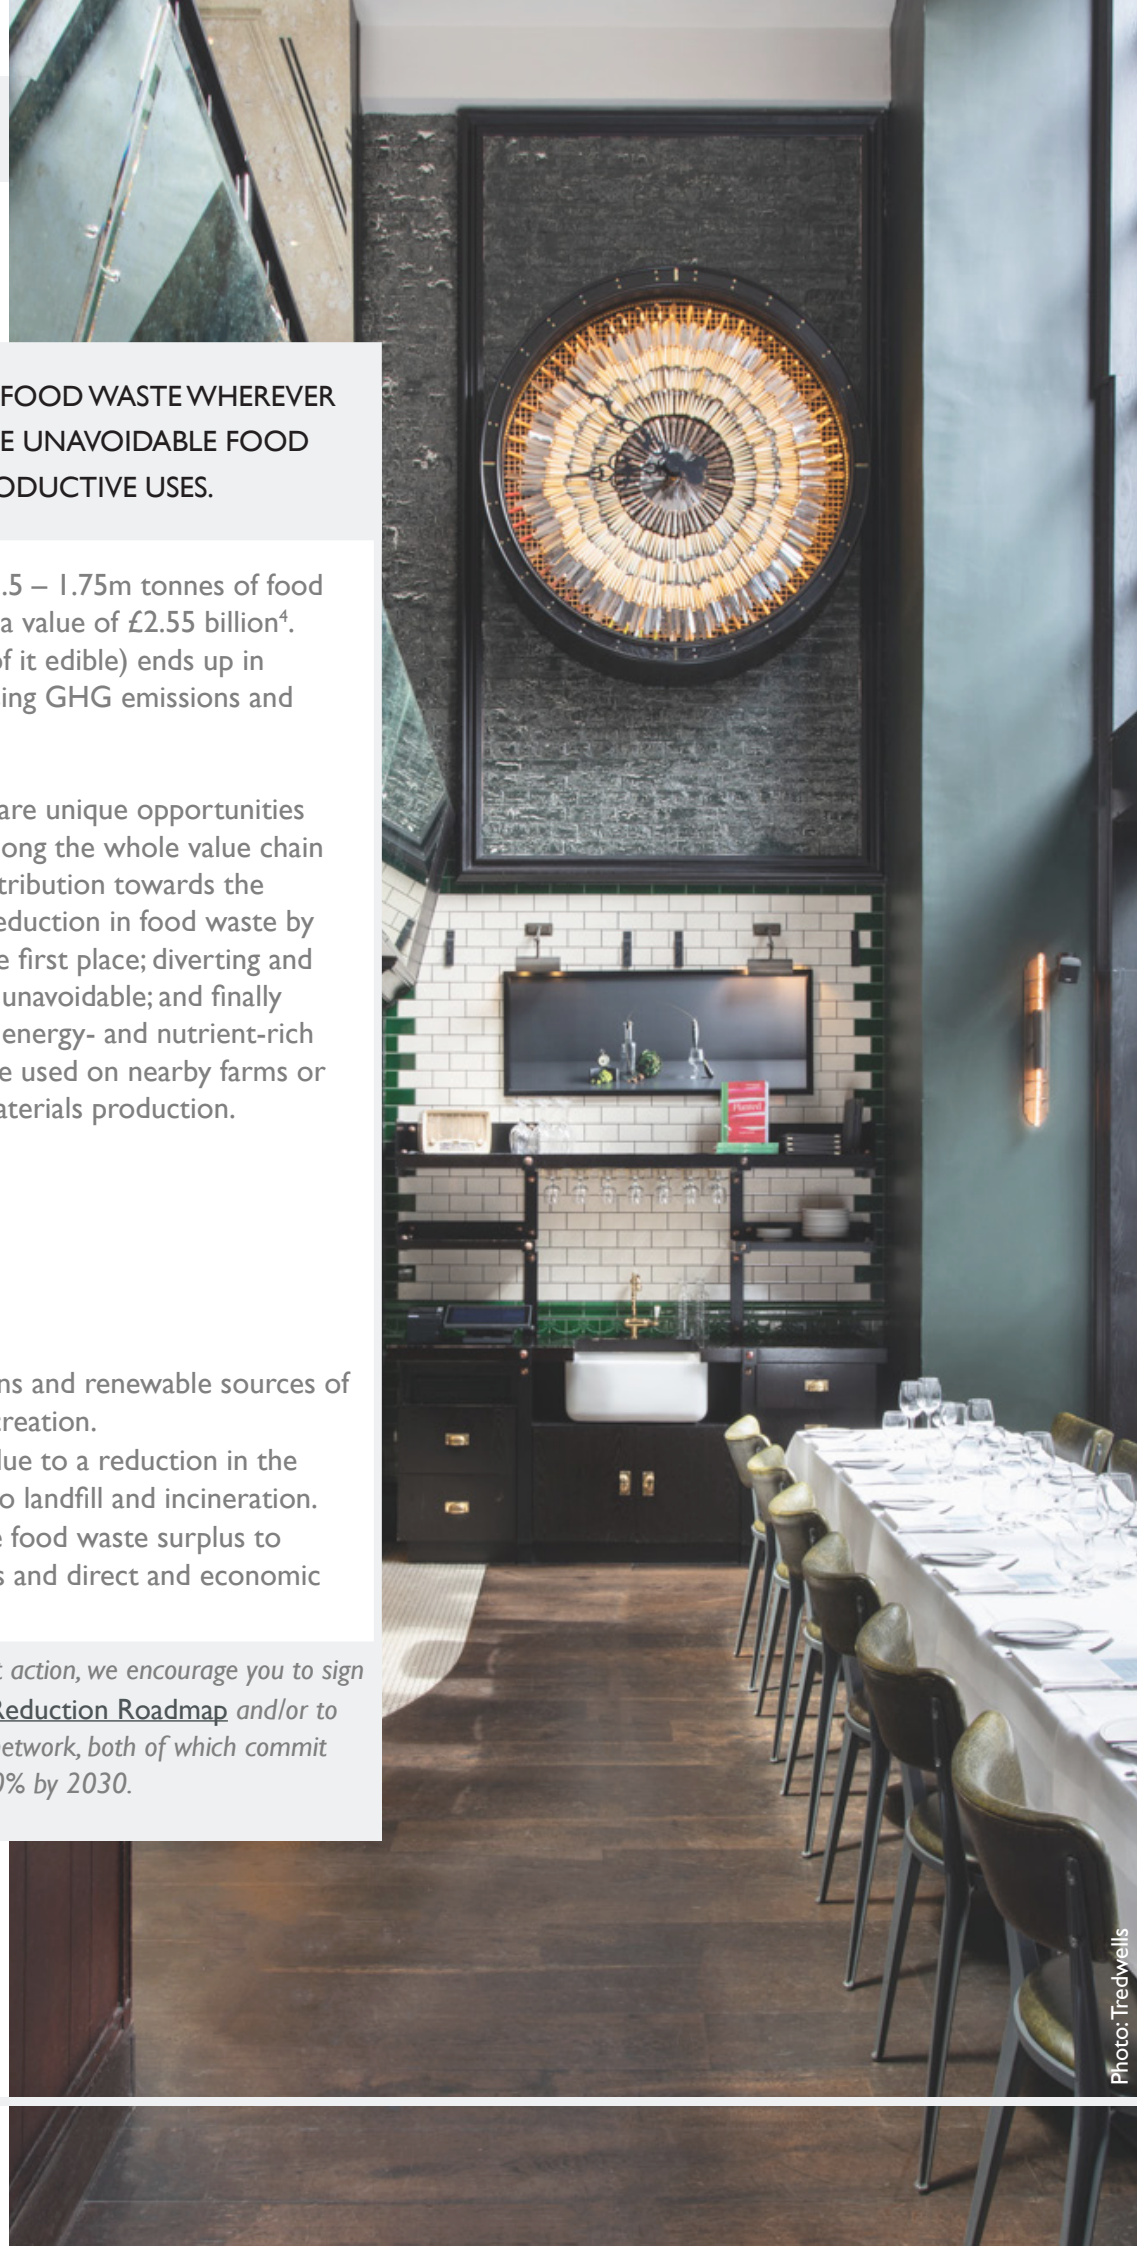 FOOD WASTE WHEREVER
E UNAVOIDABLE FOOD
ODUCTIVE USES.
.5 – 1.75m tonnes of food
a value of £2.55 billion⁴.
of it edible) ends up in
ing GHG emissions and
are unique opportunities
ong the whole value chain
tribution towards the
eduction in food waste by
e first place; diverting and
unavoidable; and finally
energy- and nutrient-rich
e used on nearby farms or
aterials production.
ns and renewable sources of
creation.
lue to a reduction in the
o landfill and incineration.
e food waste surplus to
s and direct and economic
t action, we encourage you to sign
Reduction Roadmap and/or to
network, both of which commit
0% by 2030.
Planted
Photo: Tredwells